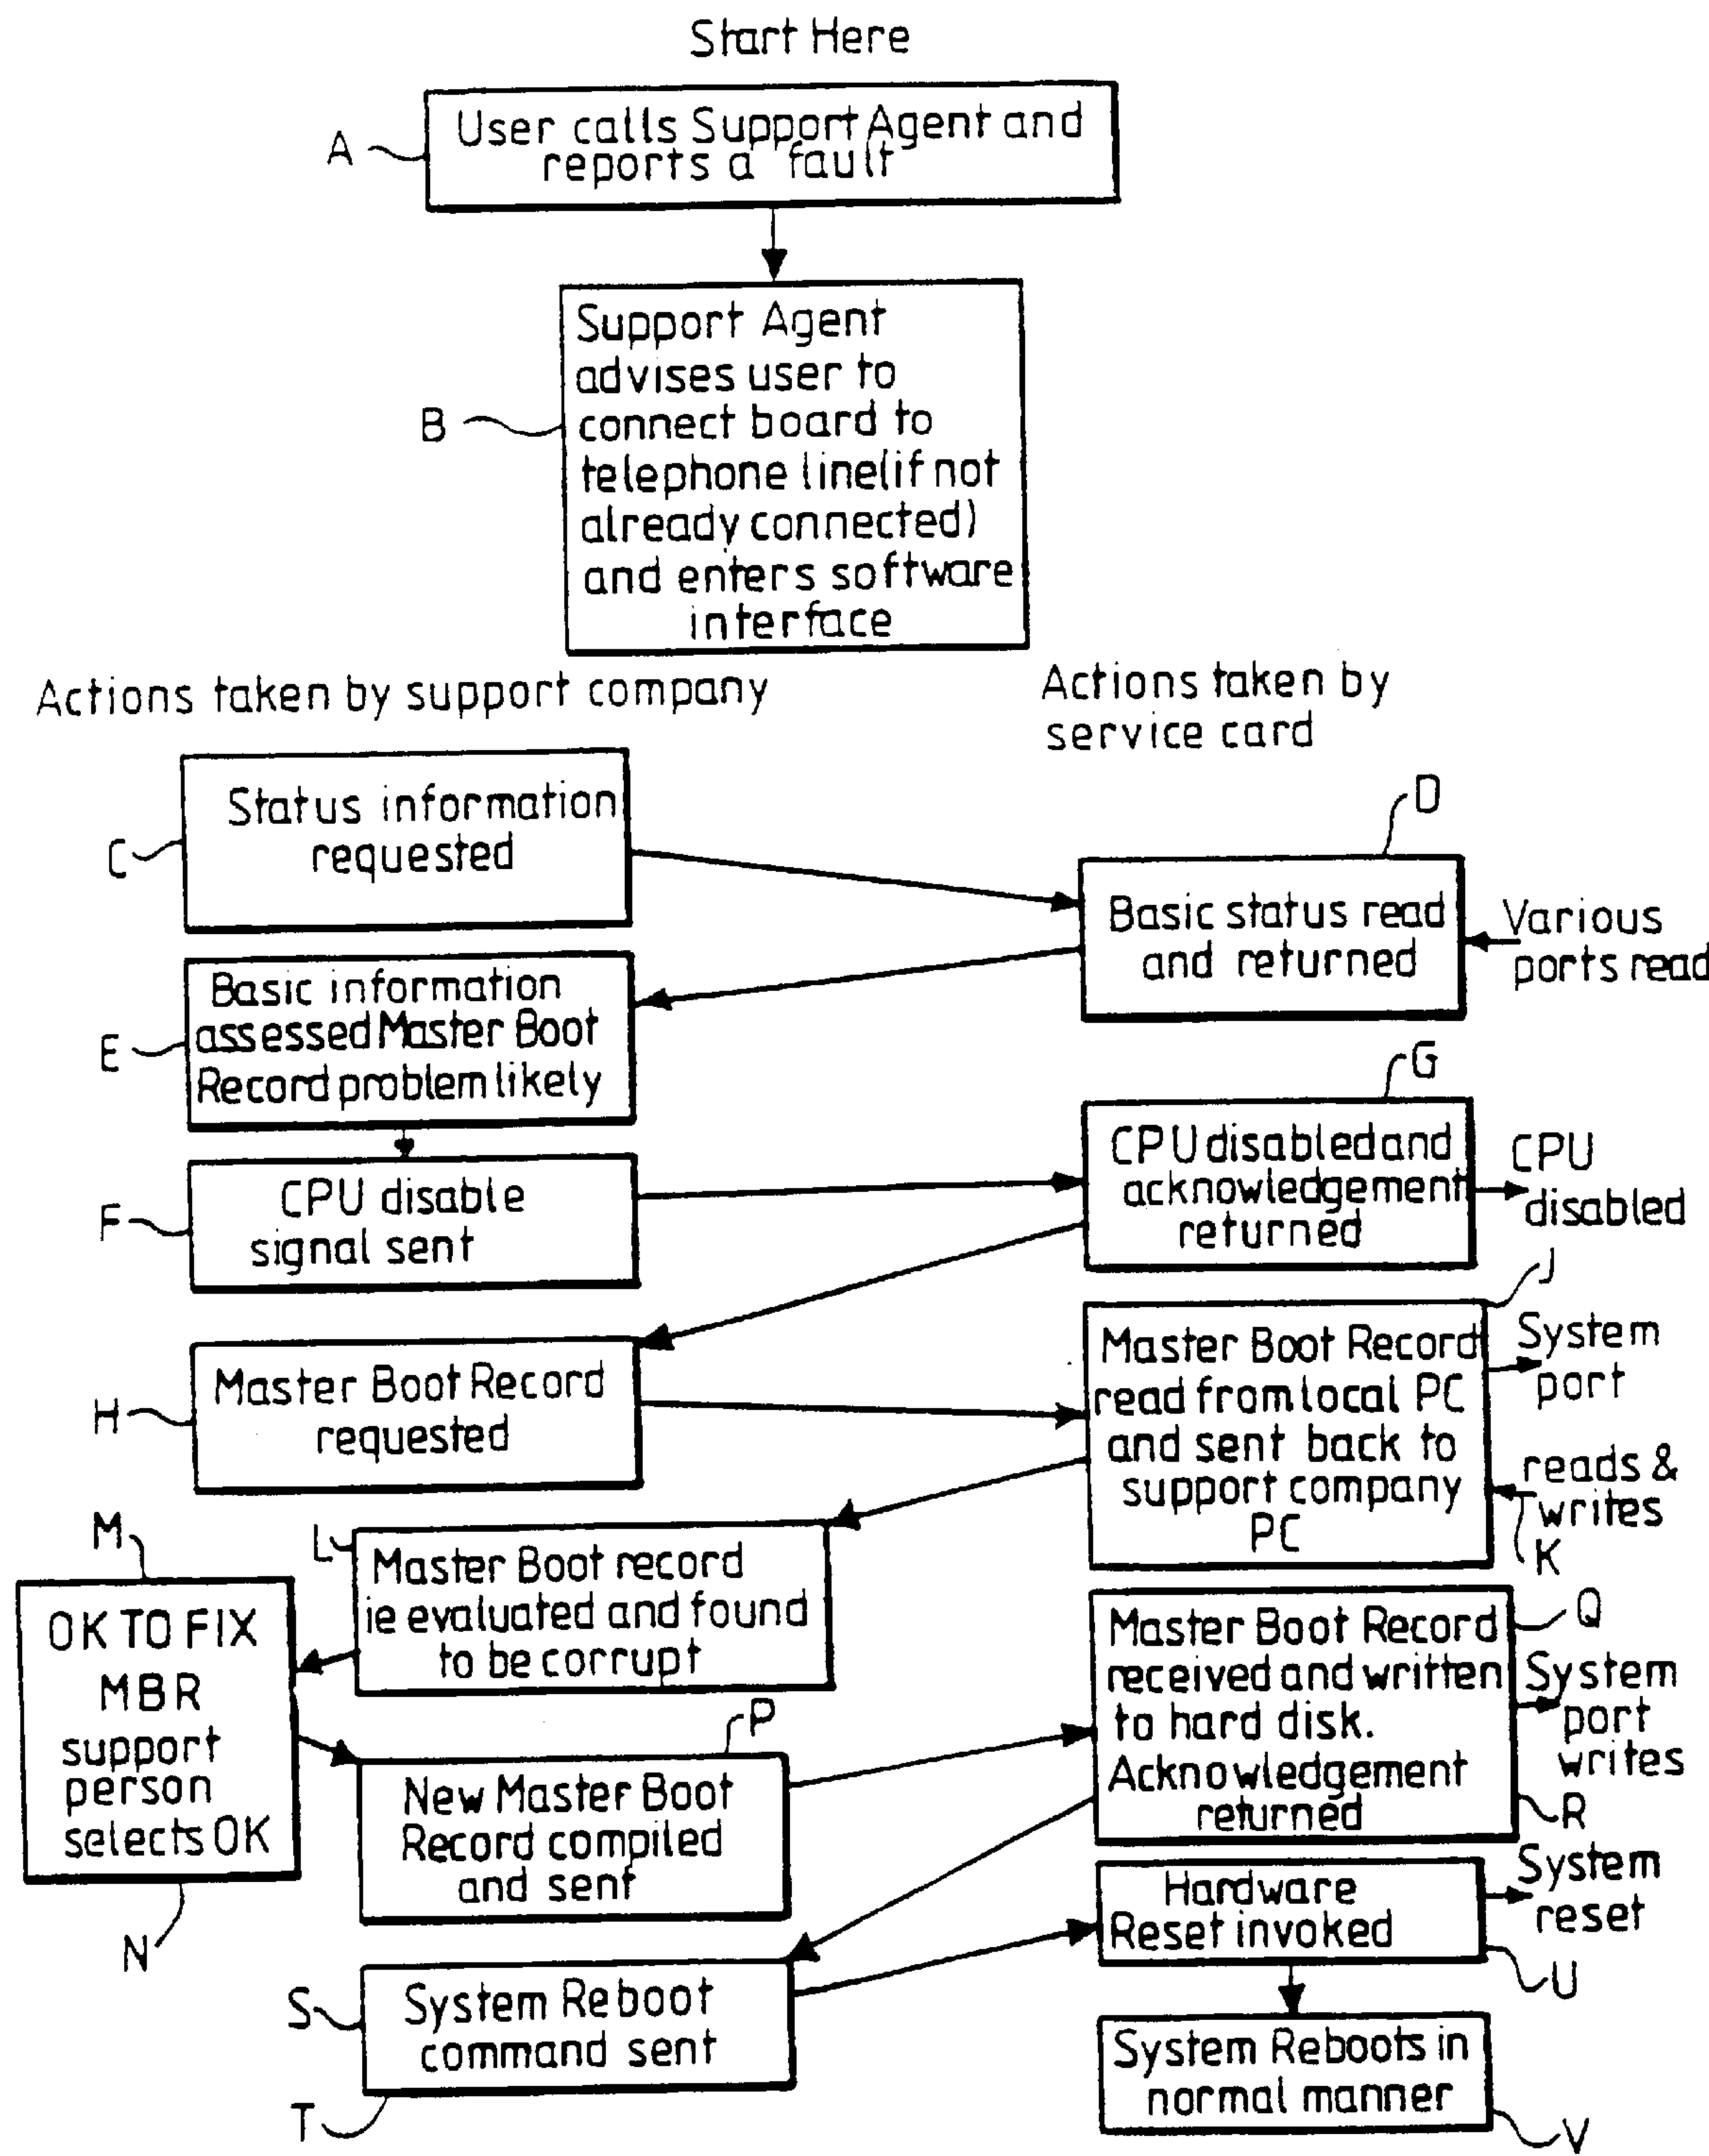 Start Here
A
User calls Support Agent and
reports a fault
B
Support Agent
advises user to
connect board to
telephone line(if not
already connected)
and enters software
interface
Actions taken by support company
Actions taken by
service card
C
Status information
requested
D
Basic status read
and returned
Various
ports read
E
Basic information
assessed Master Boot
Record problem likely
F
CPU disable
signal sent
G
CPU disabled and
acknowledgement
returned
CPU
disabled
H
Master Boot Record
requested
J
Master Boot Record
read from local PC
and sent back to
support company
PC
System
port
reads &
writes
K
L
Master Boot record
ie evaluated and found
to be corrupt
M
OK TO FIX
MBR
support
person
selects OK
N
P
New Master Boot
Record compiled
and sent
Q
Master Boot Record
received and written
to hard disk.
Acknowledgement
returned
System
port
writes
R
S
System Reboot
command sent
T
Hardware
Reset invoked
System
reset
U
System Reboots in
normal manner
V